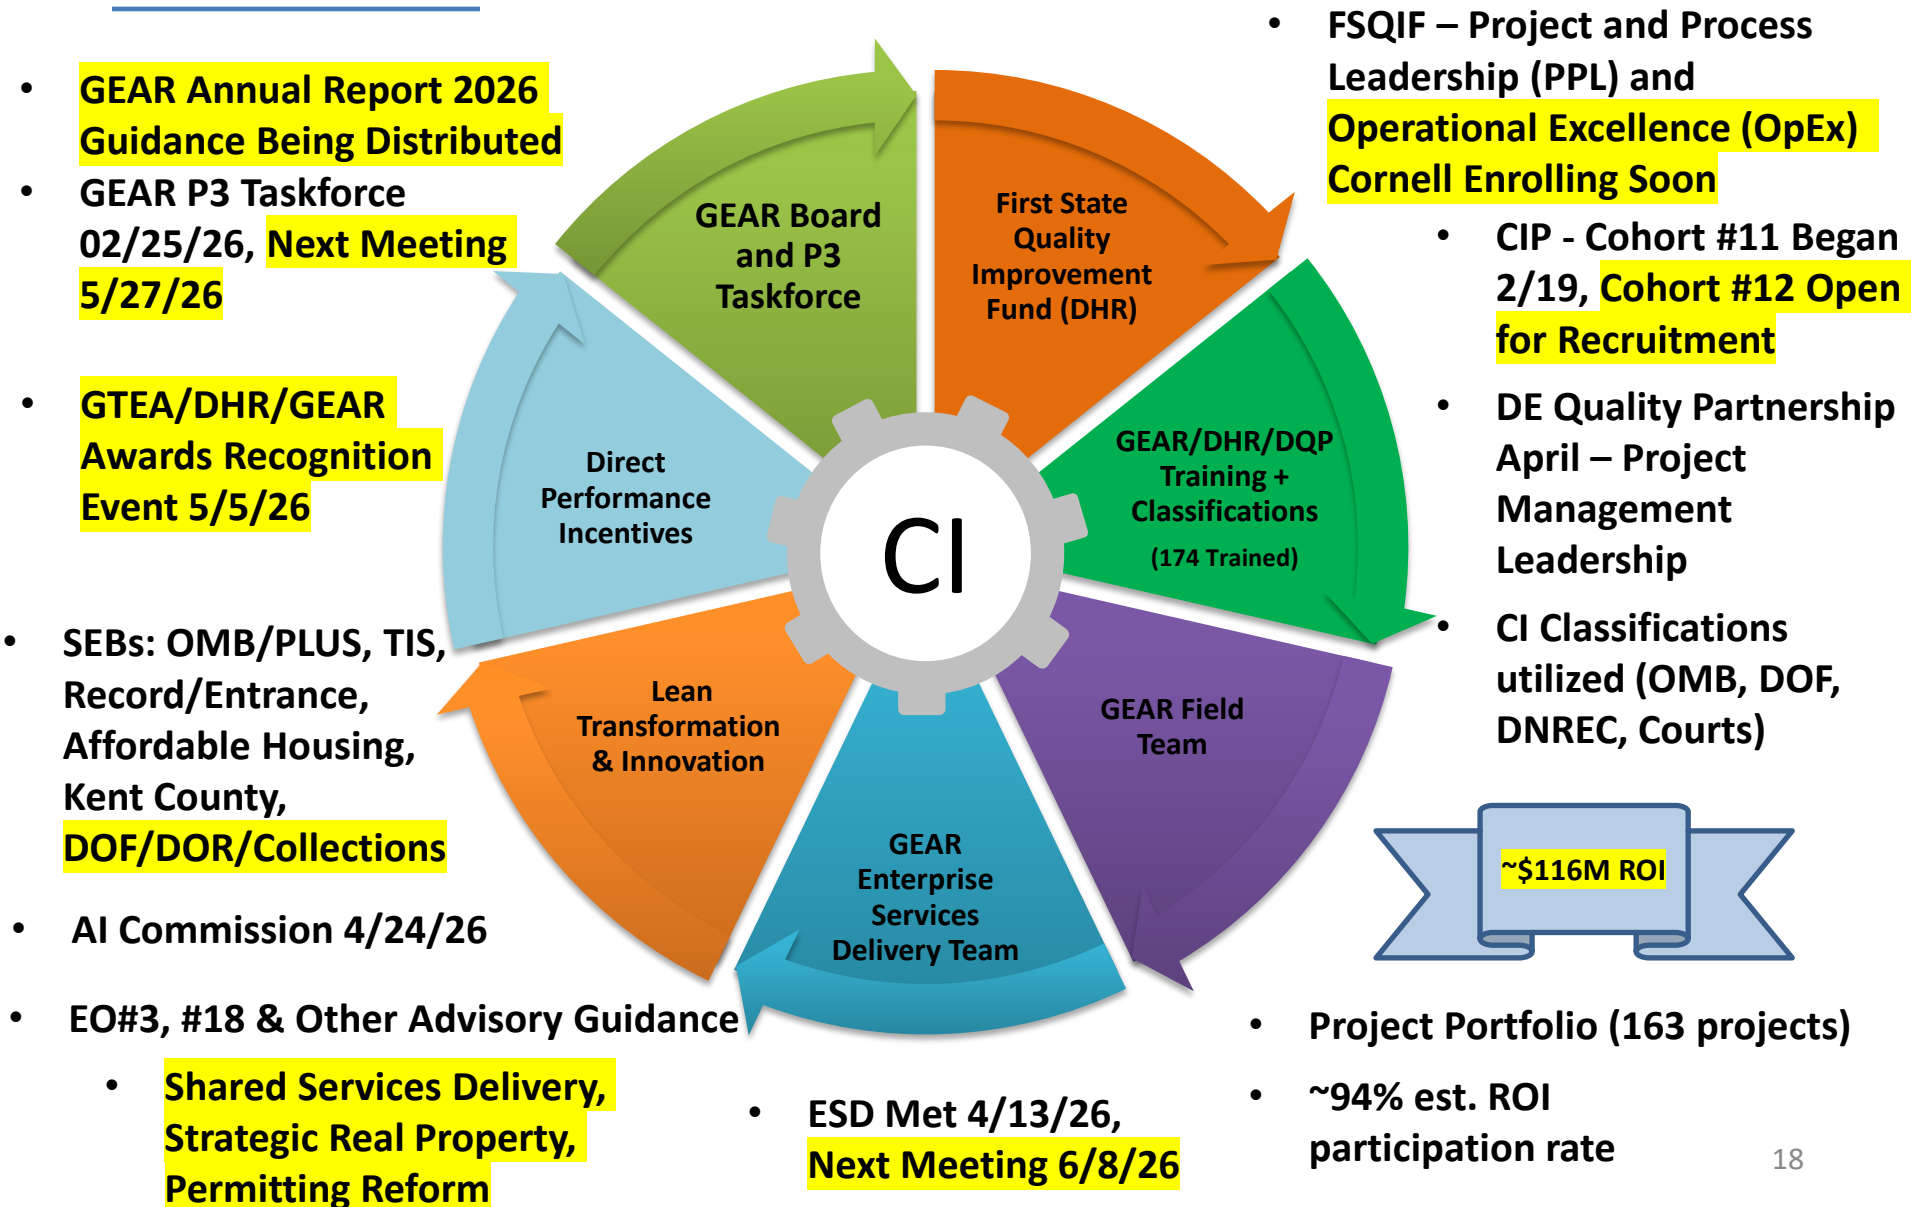 • GEAR Annual Report 2026
Guidance Being Distributed
• GEAR P3 Taskforce
02/25/26, Next Meeting
5/27/26
• GTEA/DHR/GEAR
Awards Recognition
Event 5/5/26
• SEBs: OMB/PLUS, TIS,
Record/Entrance,
Affordable Housing,
Kent County,
DOF/DOR/Collections
• AI Commission 4/24/26
• EO#3, #18 & Other Advisory Guidance
• Shared Services Delivery,
Strategic Real Property,
Permitting Reform
GEAR Board
and P3
Taskforce
First State
Quality
Improvement
Fund (DHR)
Direct
Performance
Incentives
CI
GEAR/DHR/DQP
Training +
Classifications
(174 Trained)
Lean
Transformation
& Innovation
GEAR Field
Team
GEAR
Enterprise
Services
Delivery Team
• ESD Met 4/13/26,
Next Meeting 6/8/26
• FSQIF – Project and Process
Leadership (PPL) and
Operational Excellence (OpEx)
Cornell Enrolling Soon
• CIP - Cohort #11 Began
2/19, Cohort #12 Open
for Recruitment
• DE Quality Partnership
April – Project
Management
Leadership
• CI Classifications
utilized (OMB, DOF,
DNREC, Courts)
~$116M ROI
• Project Portfolio (163 projects)
• ~94% est. ROI
participation rate
18